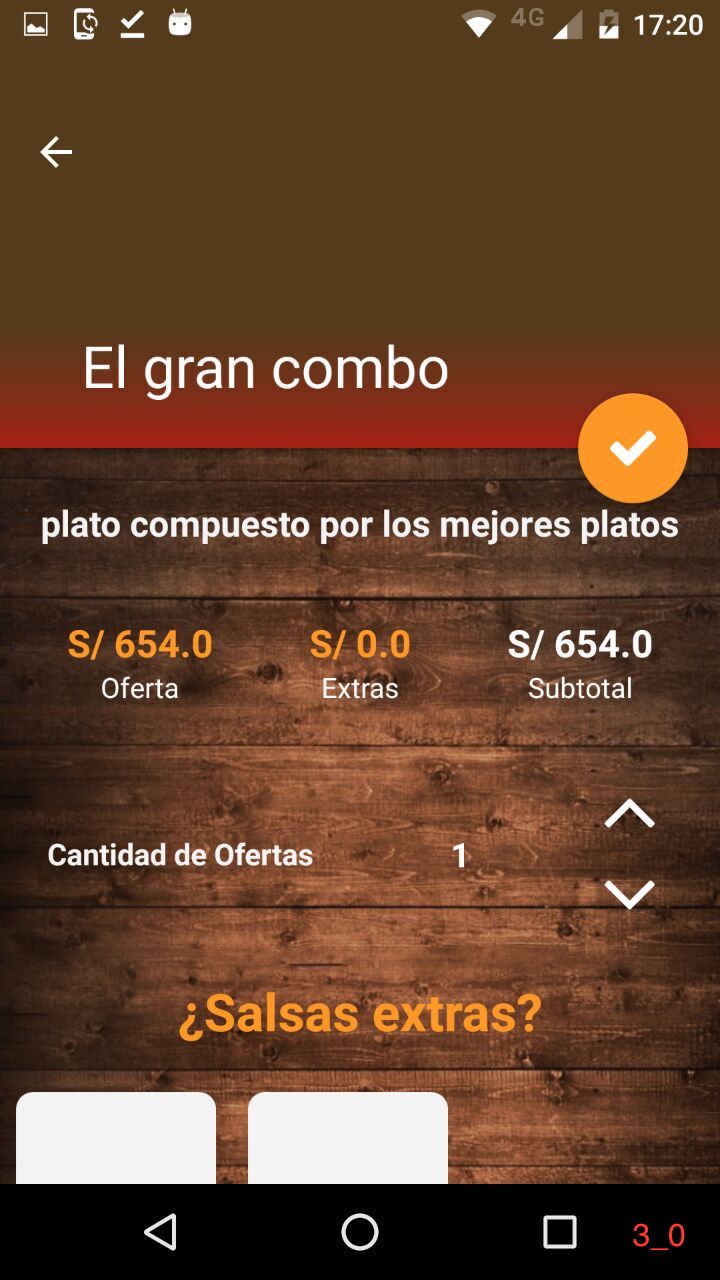 4G 17:20
El gran combo
plato compuesto por los mejores platos
S/ 654.0 S/ 0.0 S/ 654.0
Oferta Extras Subtotal
Cantidad de Ofertas 1
¿Salsas extras?
3_0